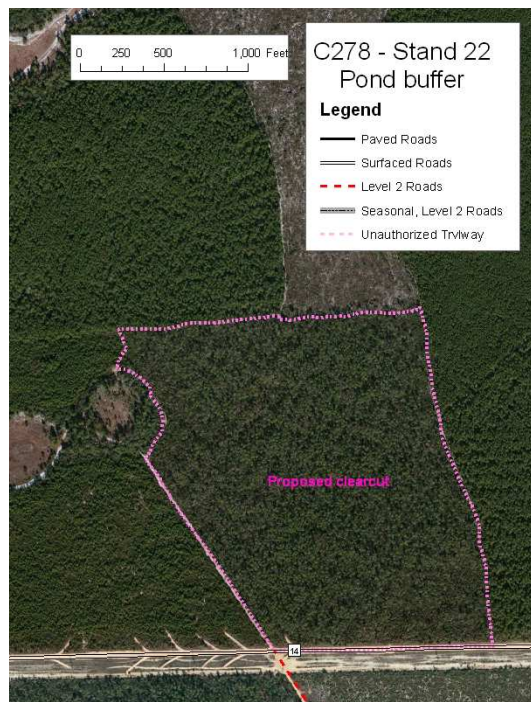 C278 - Stand 22
Pond buffer
0 250 500 1,000 Feet
Legend
Paved Roads
Surfaced Roads
Level 2 Roads
Seasonal, Level 2 Roads
Unauthorized Trvlway
Proposed clearcut
14